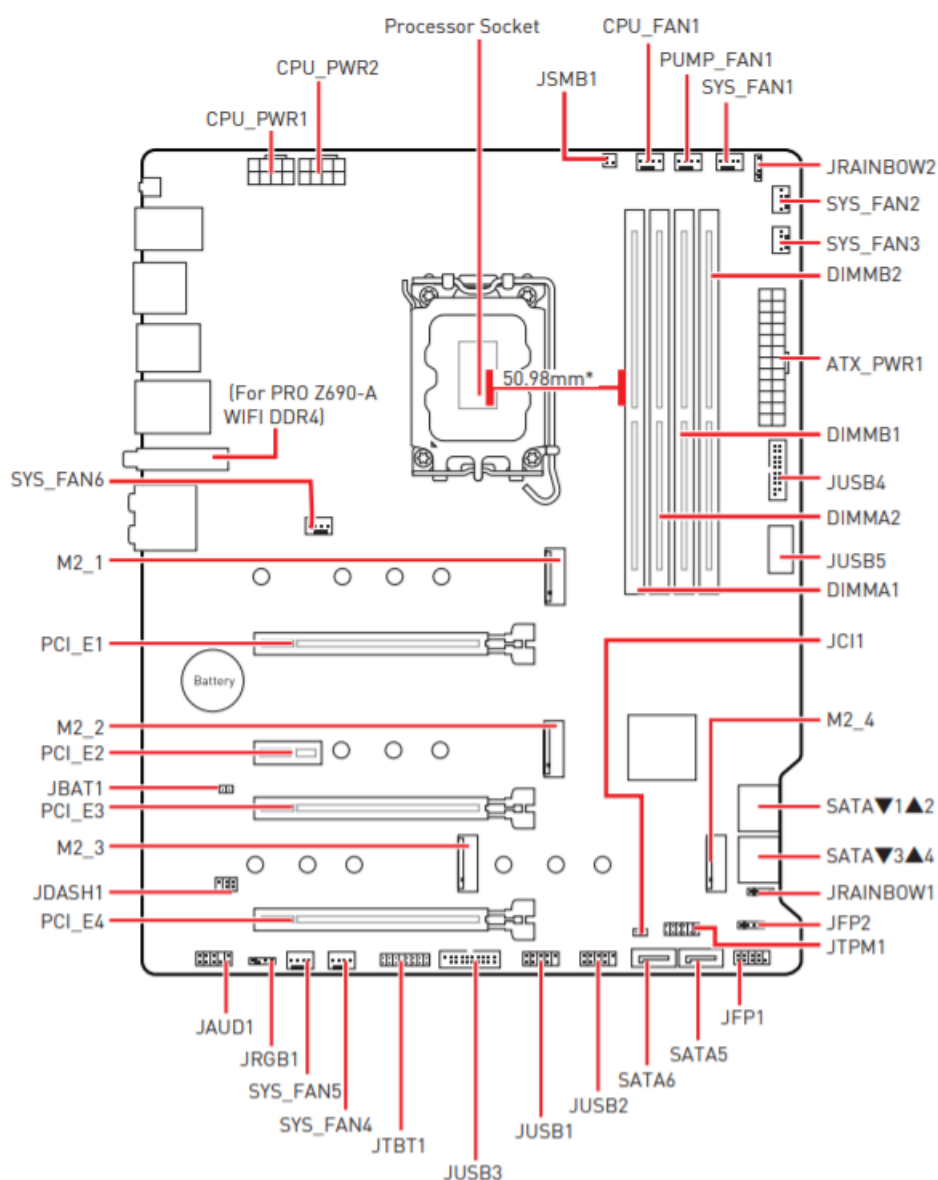 Processor Socket
CPU_FAN1
PUMP_FAN1
SYS_FAN1
JSMB1
CPU_PWR2
CPU_PWR1
JRAINBOW2
SYS_FAN2
SYS_FAN3
DIMMB2
ATX_PWR1
50.98mm*
(For PRO Z690-A
WIFI DDR4)
DIMMB1
SYS_FAN6
JUSB4
DIMMA2
M2_1
JUSB5
DIMMA1
PCI_E1
JCI1
Battery
M2_2
M2_4
PCI_E2
JBAT1
PCI_E3
SATA▼1▲2
M2_3
SATA▼3▲4
JDASH1
JRAINBOW1
PCI_E4
JFP2
JTPM1
JAUD1
JFP1
JRGB1
SATA5
SYS_FAN5
SATA6
SYS_FAN4
JUSB2
JTBT1
JUSB1
JUSB3